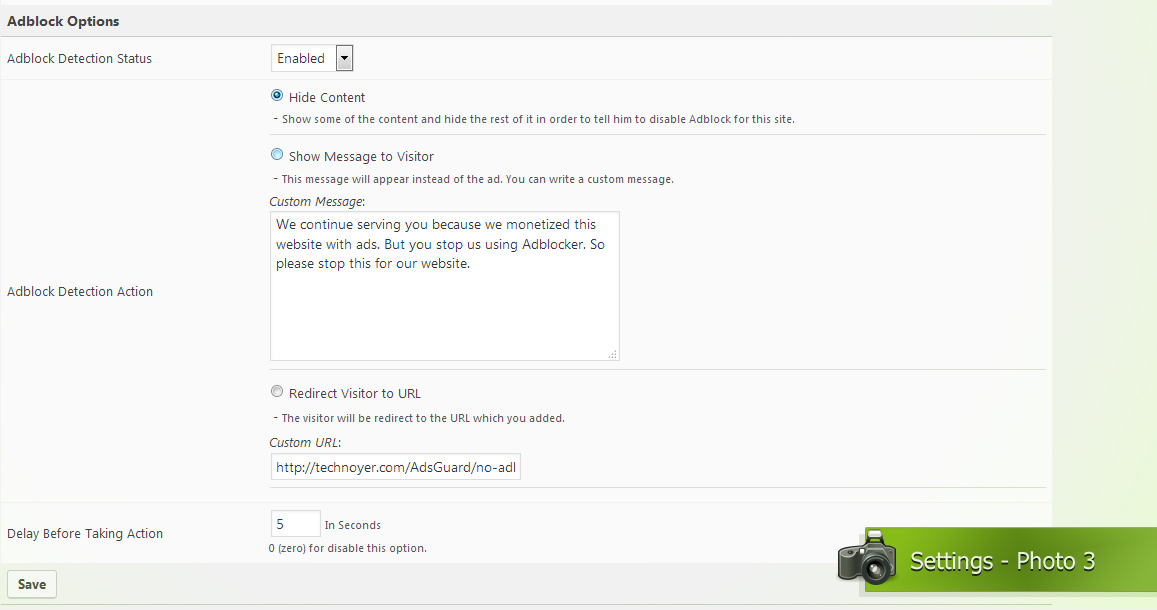 Adblock Options
Adblock Detection Status
Enabled
Hide Content
- Show some of the content and hide the rest of it in order to tell him to disable Adblock for this site.
Show Message to Visitor
- This message will appear instead of the ad. You can write a custom message.
Custom Message:
We continue serving you because we monetized this
website with ads. But you stop us using Adblocker. So
please stop this for our website.
Adblock Detection Action
Redirect Visitor to URL
- The visitor will be redirect to the URL which you added.
Custom URL:
http://technoyer.com/AdsGuard/no-adl
Delay Before Taking Action
5 In Seconds
0 (zero) for disable this option.
Settings - Photo 3
Save